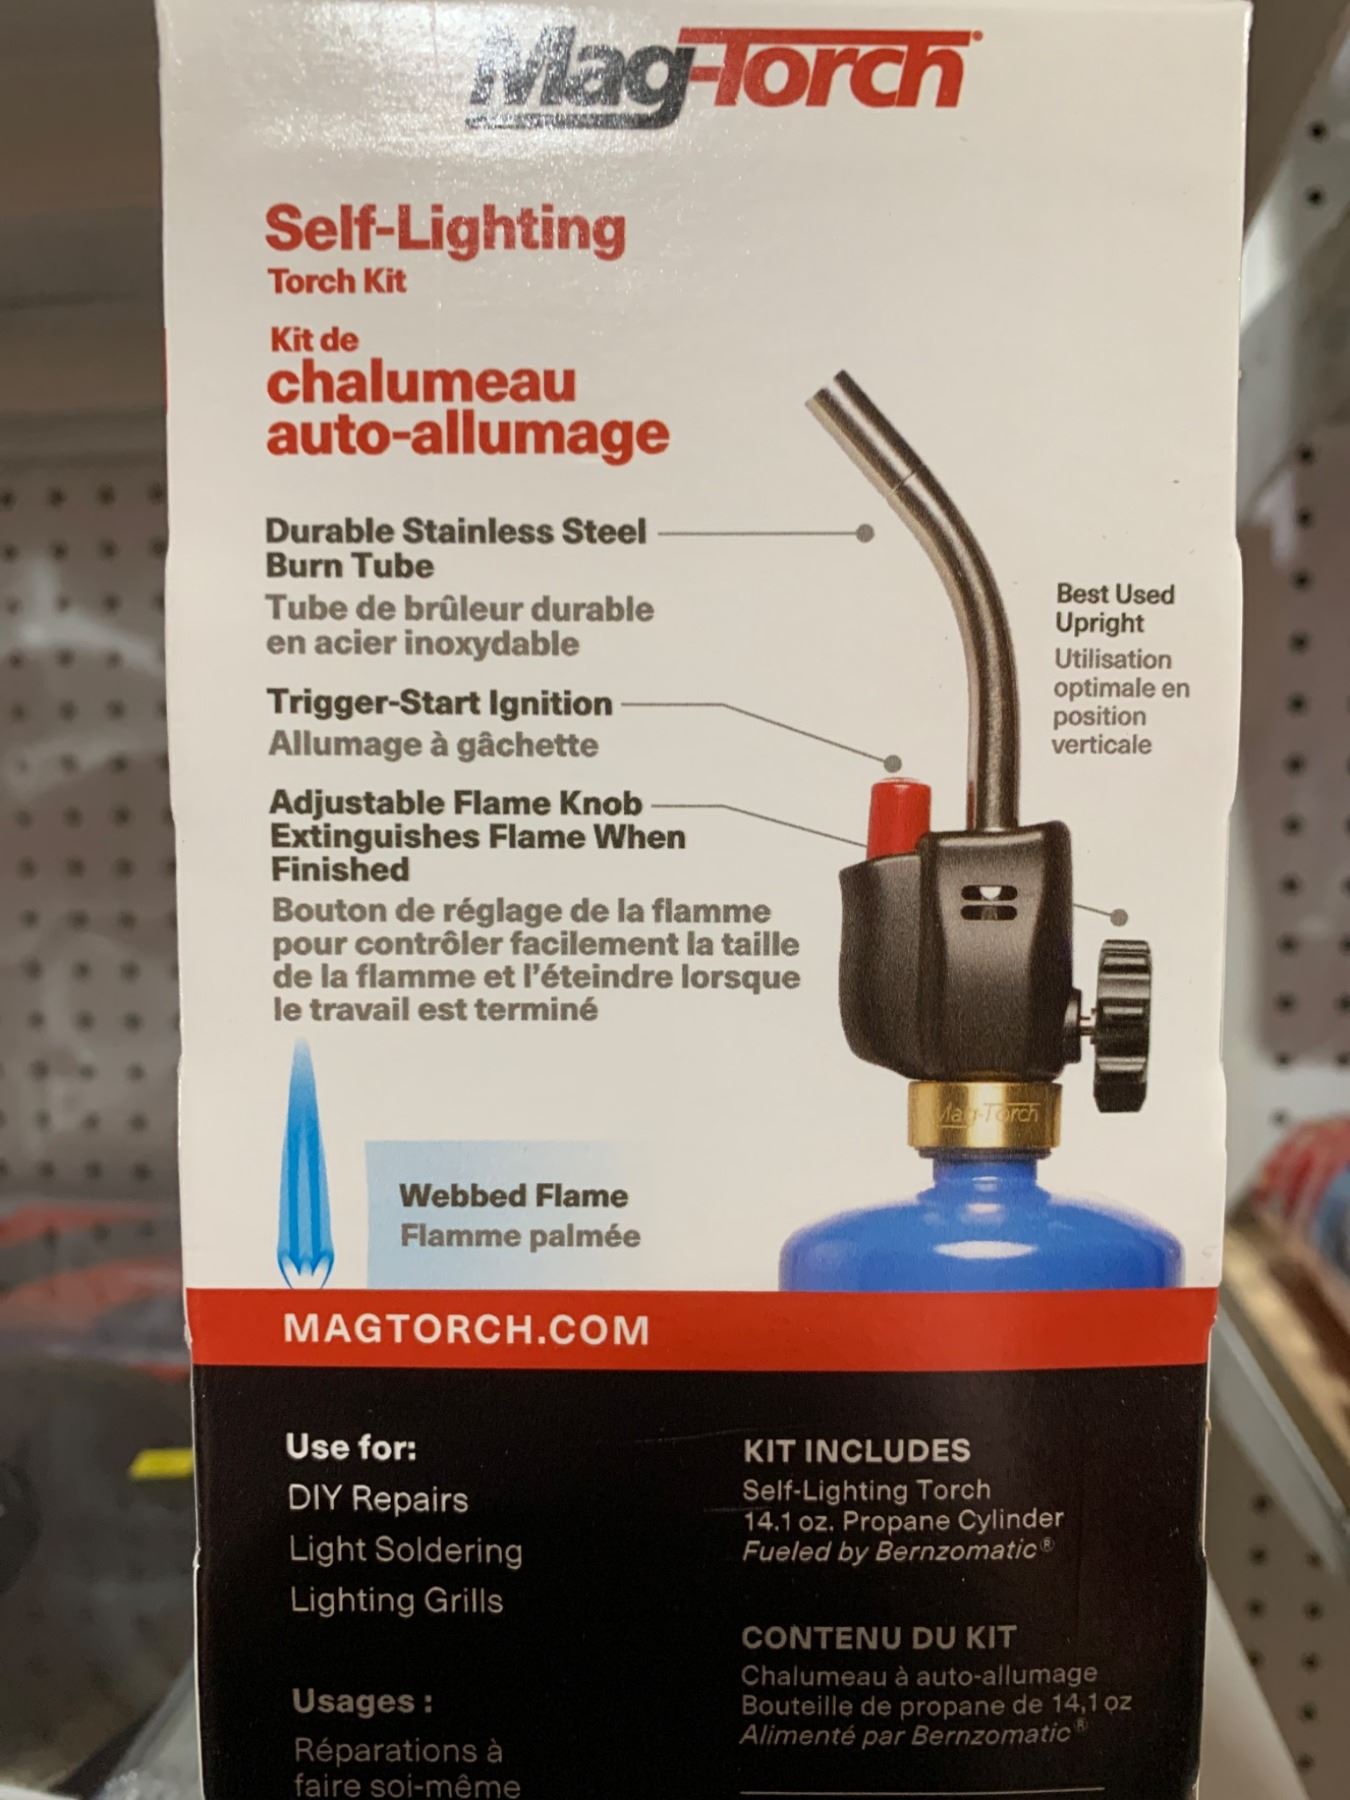 Mag-Torch®
Self-Lighting
Torch Kit
Kit de
chalumeau
auto-allumage
Durable Stainless Steel
Burn Tube
Tube de brûleur durable
en acier inoxydable
Trigger-Start Ignition
Allumage à gâchette
Adjustable Flame Knob
Extinguishes Flame When
Finished
Bouton de réglage de la flamme
pour contrôler facilement la taille
de la flamme et l'éteindre lorsque
le travail est terminé
Best Used
Upright
Utilisation
optimale en
position
verticale
Mag-Torch
Webbed Flame
Flamme palmée
MAGTORCH.COM
Use for:
DIY Repairs
Light Soldering
Lighting Grills
Usages :
Réparations à
faire soi-même
KIT INCLUDES
Self-Lighting Torch
14.1 oz. Propane Cylinder
Fueled by Bernzomatic®
CONTENU DU KIT
Chalumeau à auto-allumage
Bouteille de propane de 14,1 oz
Alimenté par Bernzomatic®